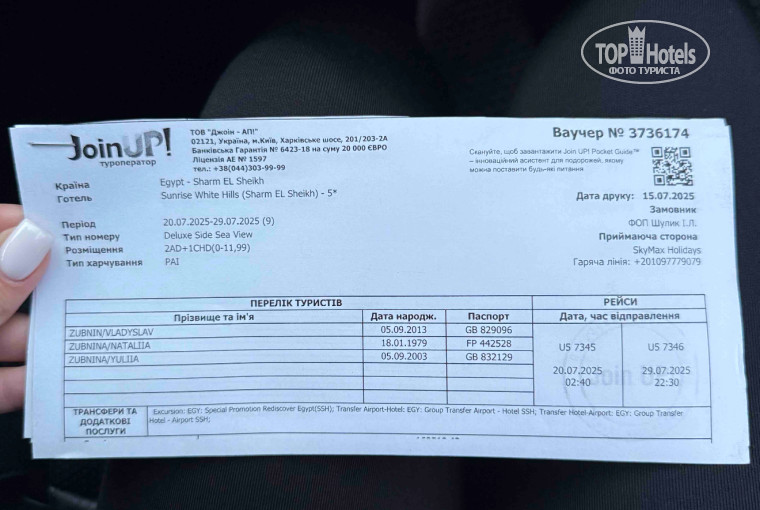 TOP Hotels
ФОТО ТУРИСТА
Join UP!
туроператор
ТОВ "Джоін - АП!"
02121, Україна, м.Київ, Харківське шосе, 201/203-2А
Банківська Гарантія № 6423-18 на суму 20 000 ЄВРО
Ліцензія АЕ № 1597
тел.: +38(044)303-99-99
Ваучер № 3736174
Скануйте, щоб завантажити Join UP! Pocket Guide™
– інноваційний асистент для подорожей, якому
можна поставити будь-які питання
Країна Egypt - Sharm EL Sheikh
Готель Sunrise White Hills (Sharm EL Sheikh) - 5*
Дата друку: 15.07.2025
Замовник
ФОП Шулик І.Л.
Приймаюча сторона
SkyMax Holidays
Гаряча лінія: +201097779079
Період 20.07.2025-29.07.2025 (9)
Тип номеру Deluxe Side Sea View
Розміщення 2AD+1CHD(0-11,99)
Тип харчування PAI
ПЕРЕЛІК ТУРИСТІВ РЕЙСИ
Прізвище та ім'я Дата народж. Паспорт Дата, час відправлення
ZUBNIN/VLADYSLAV 05.09.2013 GB 829096
ZUBNINA/NATALIIA 18.01.1979 FP 442528
ZUBNINA/YULIIA 05.09.2003 GB 832129
U5 7345 U5 7346
20.07.2025 29.07.2025
02:40 22:30
Join UP!
ТРАНСФЕРИ ТА
ДОДАТКОВІ
ПОСЛУГИ
Excursion: EGY: Special Promotion Rediscover Egypt(SSH); Transfer Airport-Hotel: EGY: Group Transfer Airport - Hotel SSH; Transfer Hotel-Airport: EGY: Group Transfer
Hotel - Airport SSH;